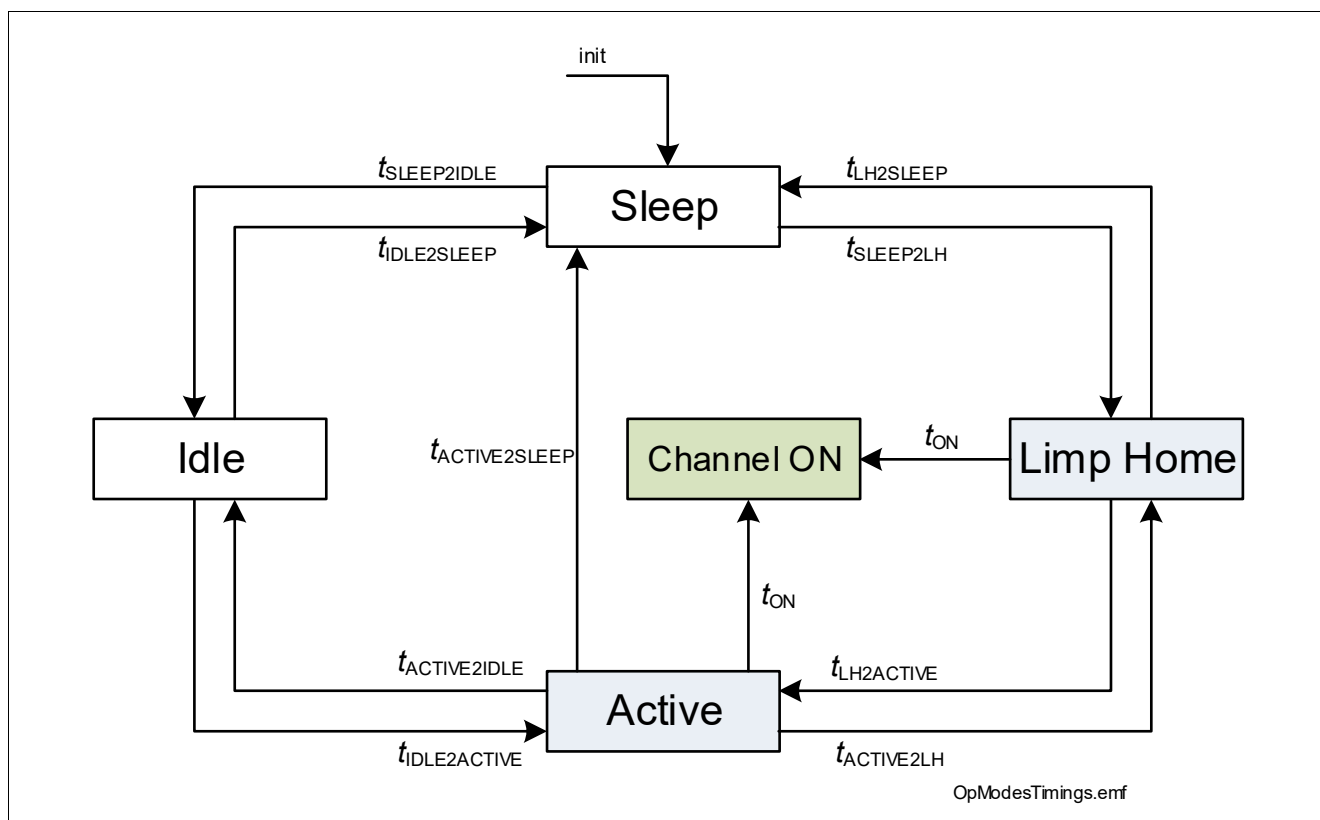 init
tSLEEP2IDLE
tLH2SLEEP
Sleep
tIDLE2SLEEP
tSLEEP2LH
Idle
tACTIVE2SLEEP
Channel ON
tON
Limp Home
tON
tACTIVE2IDLE
tLH2ACTIVE
Active
tIDLE2ACTIVE
tACTIVE2LH
OpModesTimings.emf